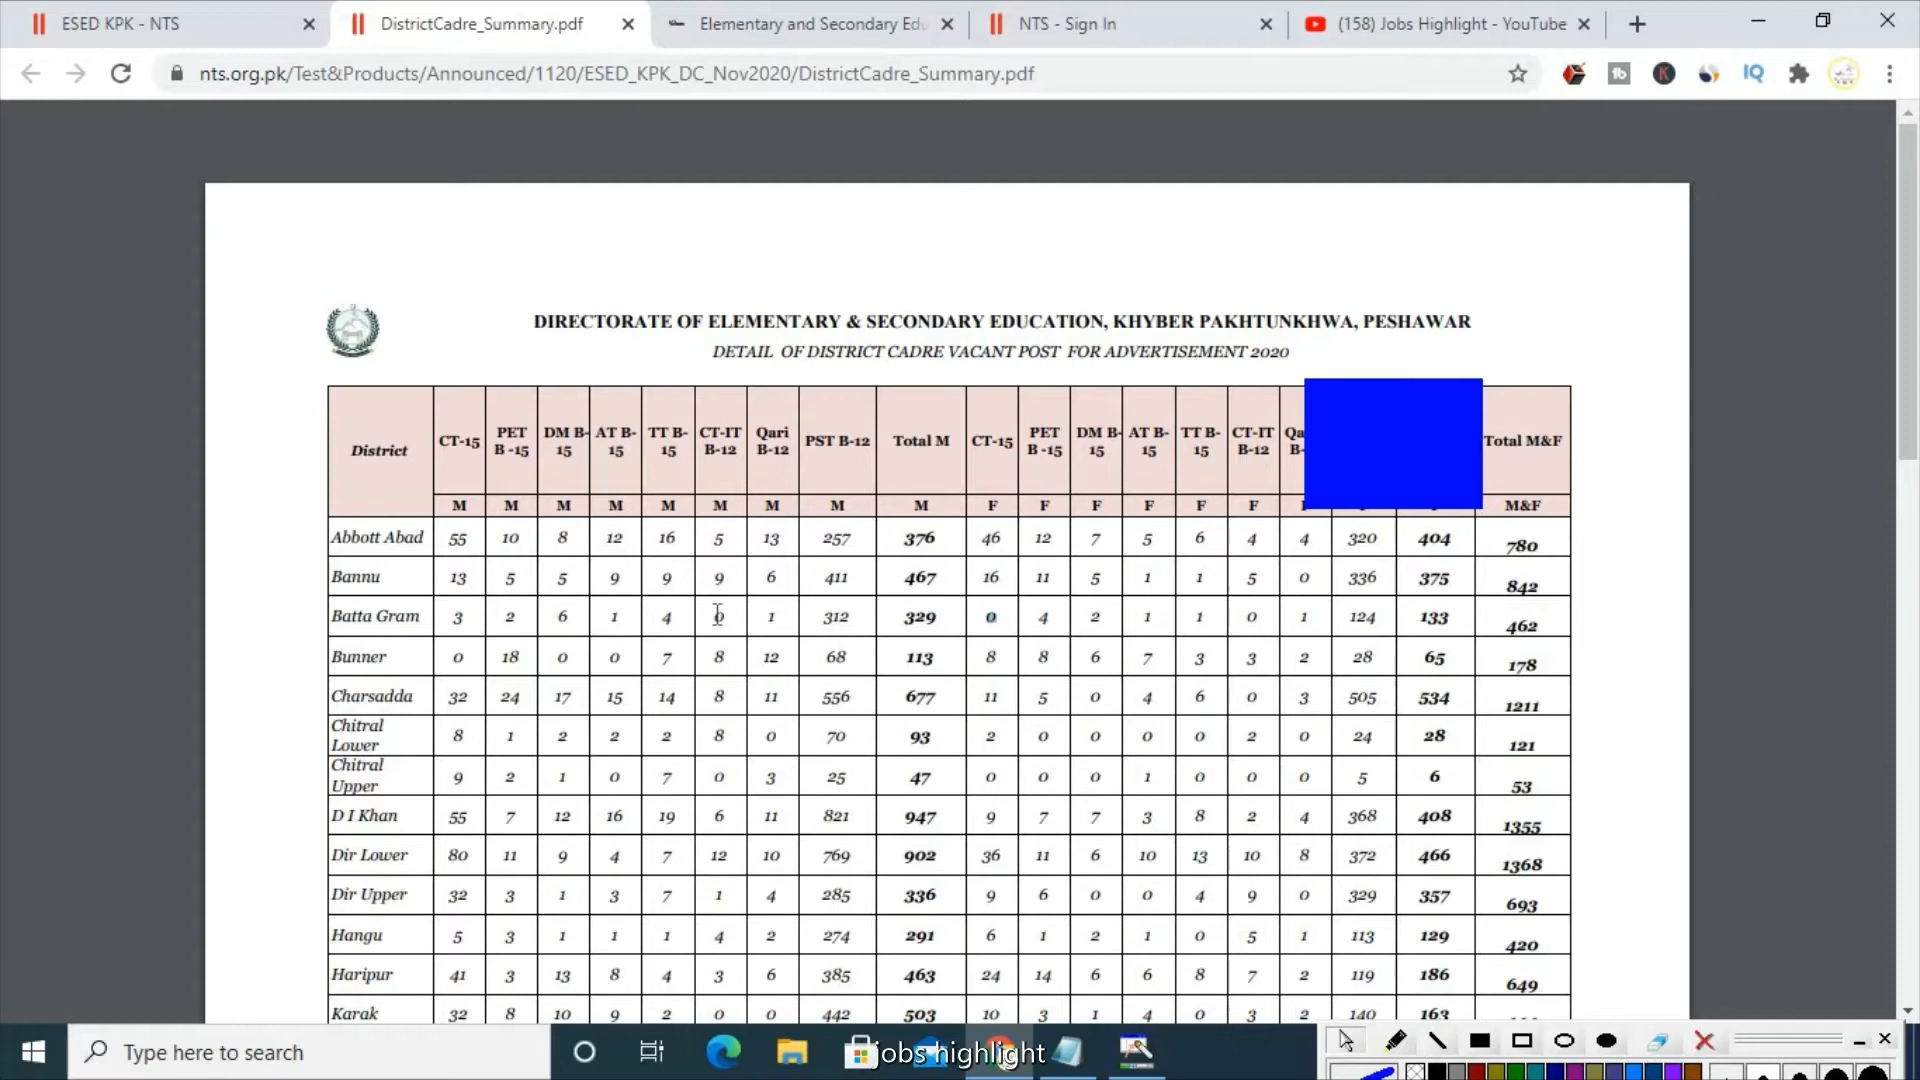 ESED KPK - NTS
DistrictCadre_Summary.pdf
Elementary and Secondary Edu
NTS - Sign In
(158) Jobs Highlight - YouTube
nts.org.pk/Test&Products/Announced/1120/ESED_KPK_DC_Nov2020/DistrictCadre_Summary.pdf
tb
K
IQ
DIRECTORATE OF ELEMENTARY & SECONDARY EDUCATION, KHYBER PAKHTUNKHWA, PESHAWAR
DETAIL OF DISTRICT CADRE VACANT POST FOR ADVERTISEMENT 2020
District CT-15 PET B -15 DM B-15 AT B-15 TT B-15 CT-IT B-12 Qari B-12 PST B-12 Total M CT-15 PET B -15 DM B-15 AT B-15 TT B-15 CT-IT B-12 Qa B- Total M&F
M M M M M M M M M F F F F F F M&F
Abbott Abad 55 10 8 12 16 5 13 257 376 46 12 7 5 6 4 4 320 404 780
Bannu 13 5 5 9 9 9 6 411 467 16 11 5 1 1 5 0 336 375 842
Batta Gram 3 2 6 1 4 0 1 312 329 0 4 2 1 1 0 1 124 133 462
Bunner 0 18 0 0 7 8 12 68 113 8 8 6 7 3 3 2 28 65 178
Charsadda 32 24 17 15 14 8 11 556 677 11 5 0 4 6 0 3 505 534 1211
Chitral Lower 8 1 2 2 2 8 0 70 93 2 0 0 0 0 2 0 24 28 121
Chitral Upper 9 2 1 0 7 0 3 25 47 0 0 0 1 0 0 0 5 6 53
D I Khan 55 7 12 16 19 6 11 821 947 9 7 7 3 8 2 4 368 408 1355
Dir Lower 80 11 9 4 7 12 10 769 902 36 11 6 10 13 10 8 372 466 1368
Dir Upper 32 3 1 3 7 1 4 285 336 9 6 0 0 4 9 0 329 357 693
Hangu 5 3 1 1 1 4 2 274 291 6 1 2 1 0 5 1 113 129 420
Haripur 41 3 13 8 4 3 6 385 463 24 14 6 6 8 7 2 119 186 649
Karak 32 8 10 9 2 0 0 442 503 10 3 1 4 0 3 2 140 163
Type here to search
jobs highlight